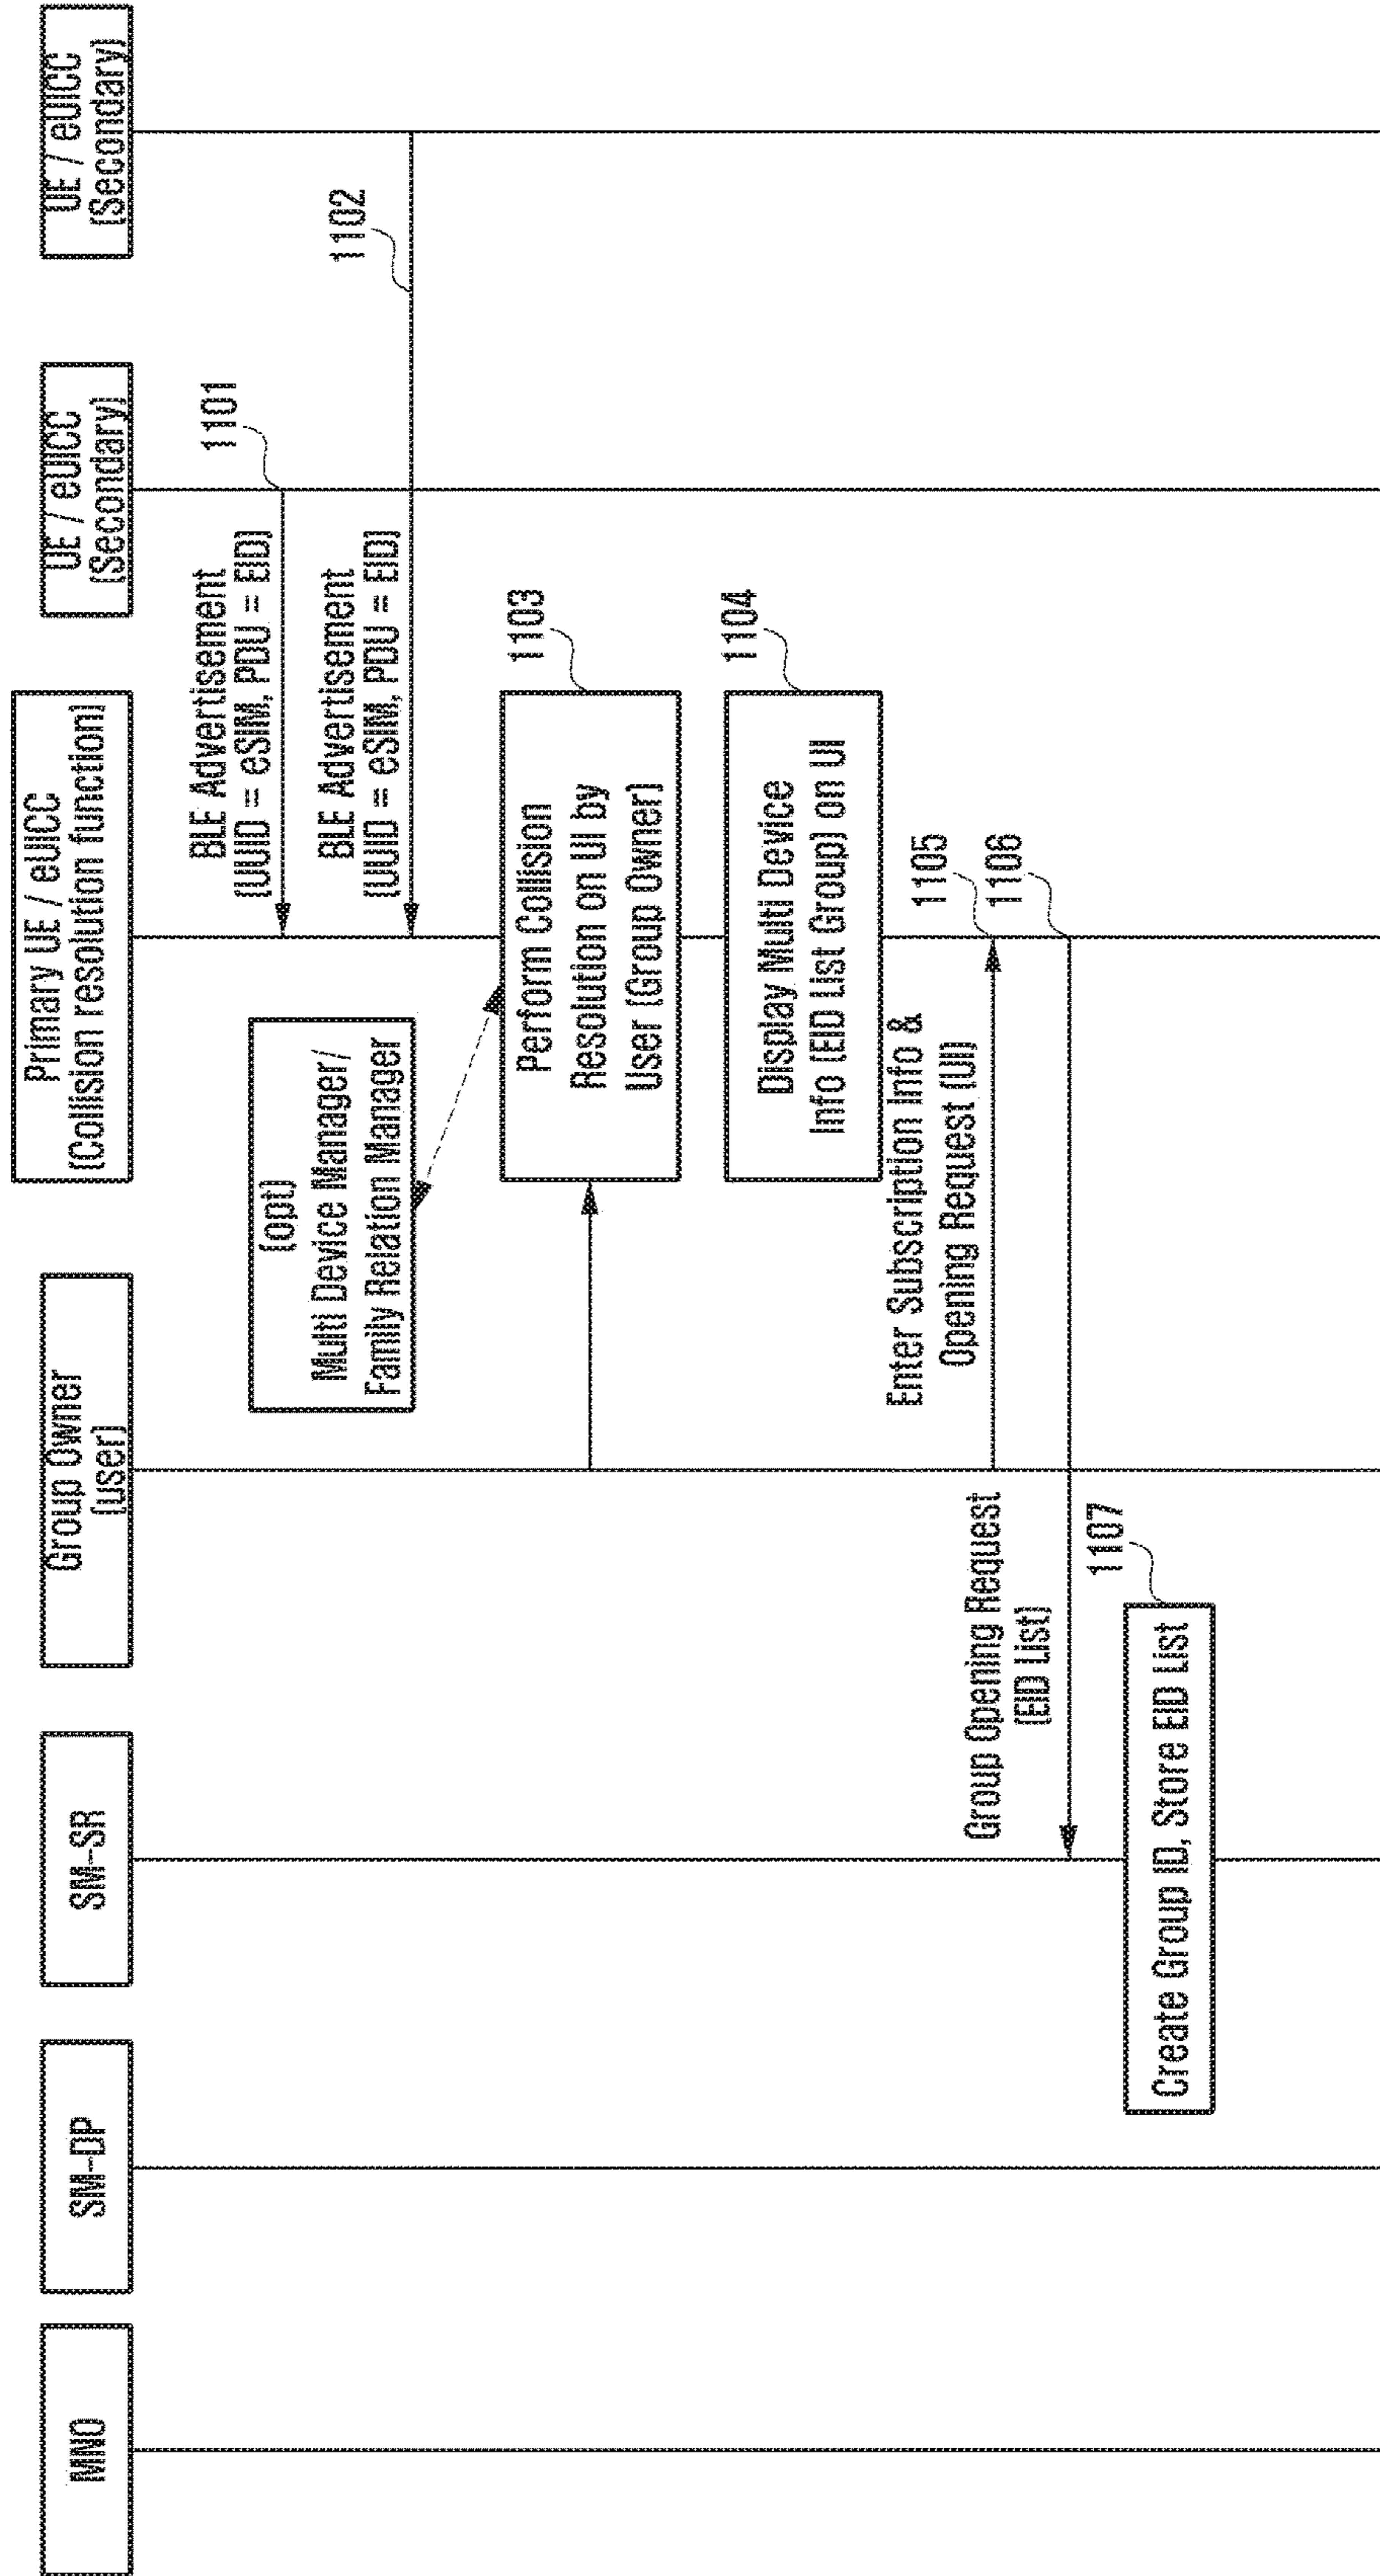 MNO
SM-DP
SM-SR
Group Owner
(user)
Primary UE / eUICC
(Collision resolution function)
UE / eUICC
(Secondary)
UE / eUICC
(Secondary)
BLE Advertisement
(UUID = eSIM, PDU = EID)
1101
BLE Advertisement
(UUID = eSIM, PDU = EID)
1102
(opt)
Multi Device Manager/
Family Relation Manager
Perform Collision
Resolution on UI by
User (Group Owner)
1103
Display Multi Device
Info (EID List Group) on UI
1104
Enter Subscription Info &
Opening Request (UI)
1105
Group Opening Request
(EID List)
1106
Create Group ID, Store EID List
1107